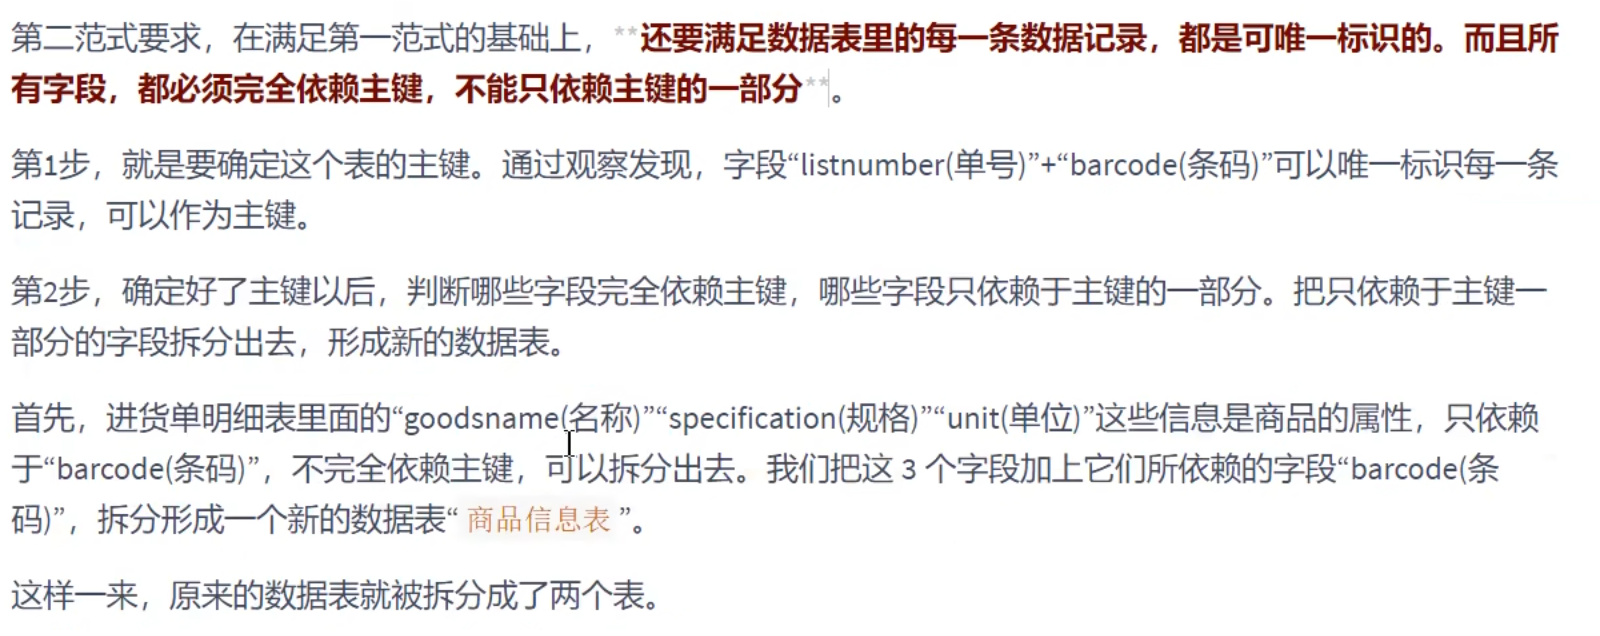 第二范式要求，在满足第一范式的基础上，**还要满足数据表里的每一条数据记录，都是可唯一标识的。而且所
有字段，都必须完全依赖主键，不能只依赖主键的一部分**。
第1步，就是要确定这个表的主键。通过观察发现，字段“listnumber(单号)”+“barcode(条码)”可以唯一标识每一条
记录，可以作为主键。
第2步，确定好了主键以后，判断哪些字段完全依赖主键，哪些字段只依赖于主键的一部分。把只依赖于主键一
部分的字段拆分出去，形成新的数据表。
首先，进货单明细表里面的“goodsname(名称)”“specification(规格)”“unit(单位)”这些信息是商品的属性，只依赖
于“barcode(条码)”，不完全依赖主键，可以拆分出去。我们把这 3 个字段加上它们所依赖的字段“barcode(条
码)”，拆分形成一个新的数据表“ 商品信息表 ”。
这样一来，原来的数据表就被拆分成了两个表。